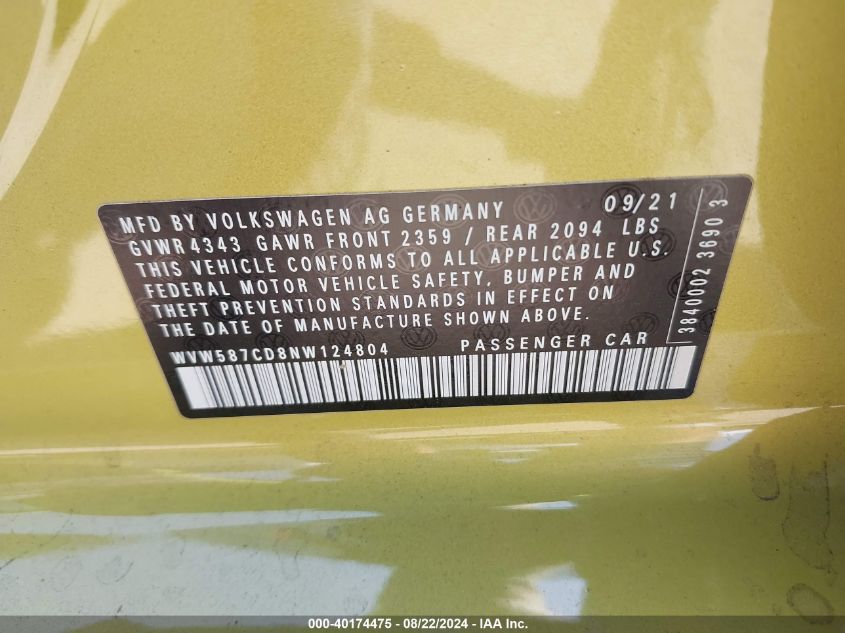 MFD BY VOLKSWAGEN AG GERMANY 09/21
GVWR4343 GAWR FRONT 2359 / REAR 2094 LBS
THIS VEHICLE CONFORMS TO ALL APPLICABLE U.S.
FEDERAL MOTOR VEHICLE SAFETY, BUMPER AND
THEFT PREVENTION STANDARDS IN EFFECT ON
THE DATE OF MANUFACTURE SHOWN ABOVE.
WVW587CD8NW124804 PASSENGER CAR
3840002 3690 3
000-40174475 - 08/22/2024 - IAA Inc.